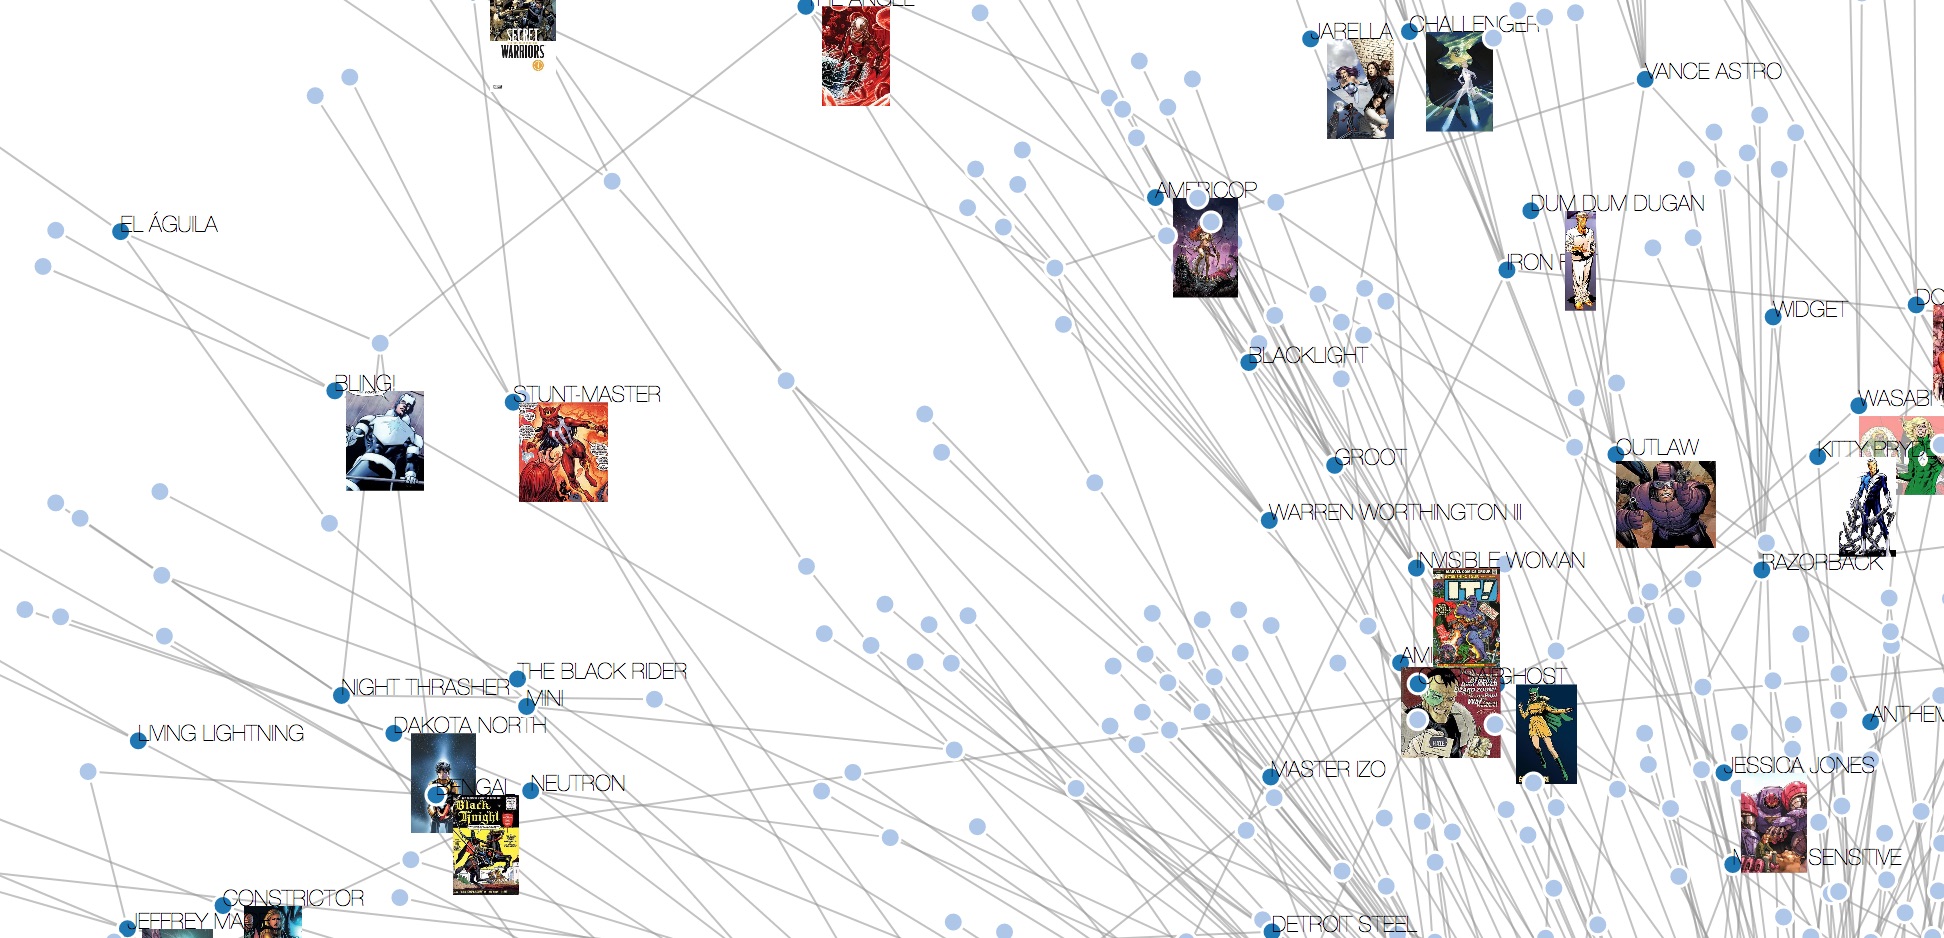 THE ANGEL
SECRET
WARRIORS
JARELLA
CHALLENGER
VANCE ASTRO
AMERICOP
DUM DUM DUGAN
EL ÁGUILA
IRON
WIDGET
DO
BLACKLIGHT
BLING!
STUNT-MASTER
WASABI
GROOT
OUTLAW
KITTY PRYDE
WARREN WORTHINGTON III
INVISIBLE WOMAN
RAZORBACK
IT!
AMI
GHOST
THE BLACK RIDER
NIGHT THRASHER
MINI
DAKOTA NORTH
LIVING LIGHTNING
ANTHEM
MASTER IZO
JESSICA JONES
BENGAL
NEUTRON
Black
Knight
SENSITIVE
CONSTRICTOR
JEFFREY MA
DETROIT STEEL